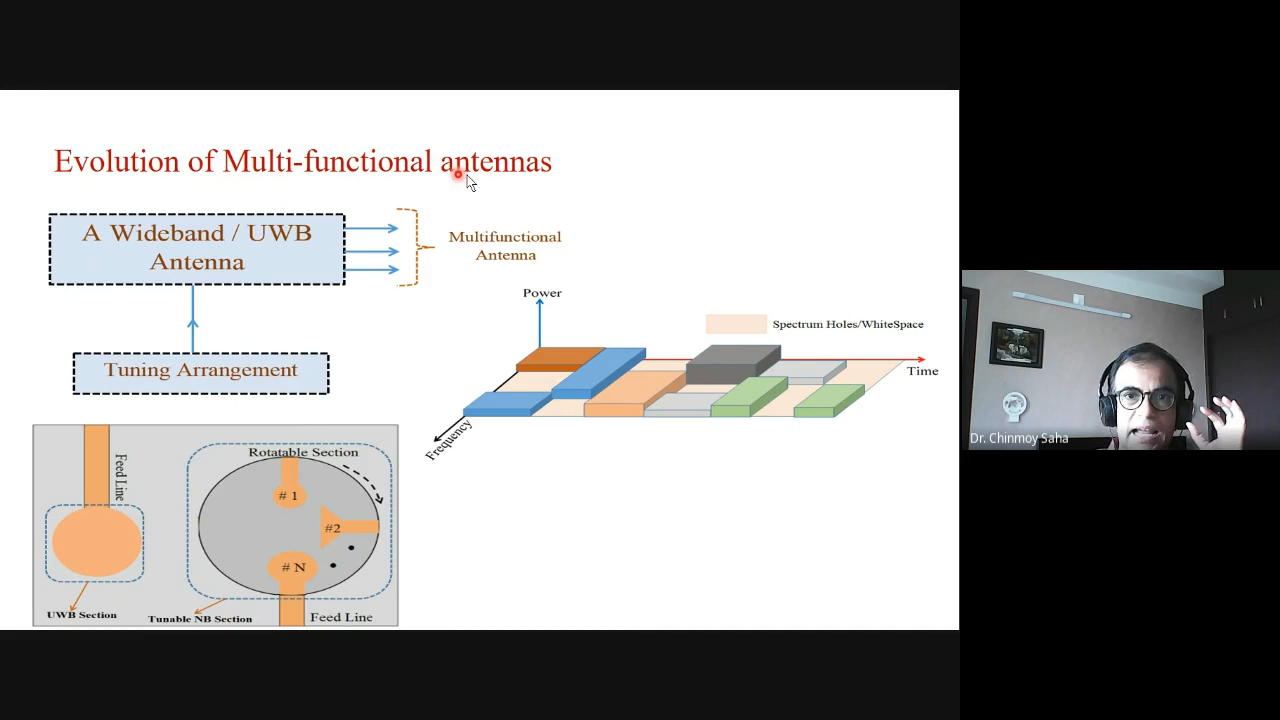 Evolution of Multi-functional antennas
A Wideband / UWB
Antenna
Multifunctional
Antenna
Tuning Arrangement
Power
Spectrum Holes/WhiteSpace
Time
Frequency
Feed Line
UWB Section
Rotatable Section
# 1
#2
# N
Tunable NB Section
Feed Line
Dr. Chinmoy Saha